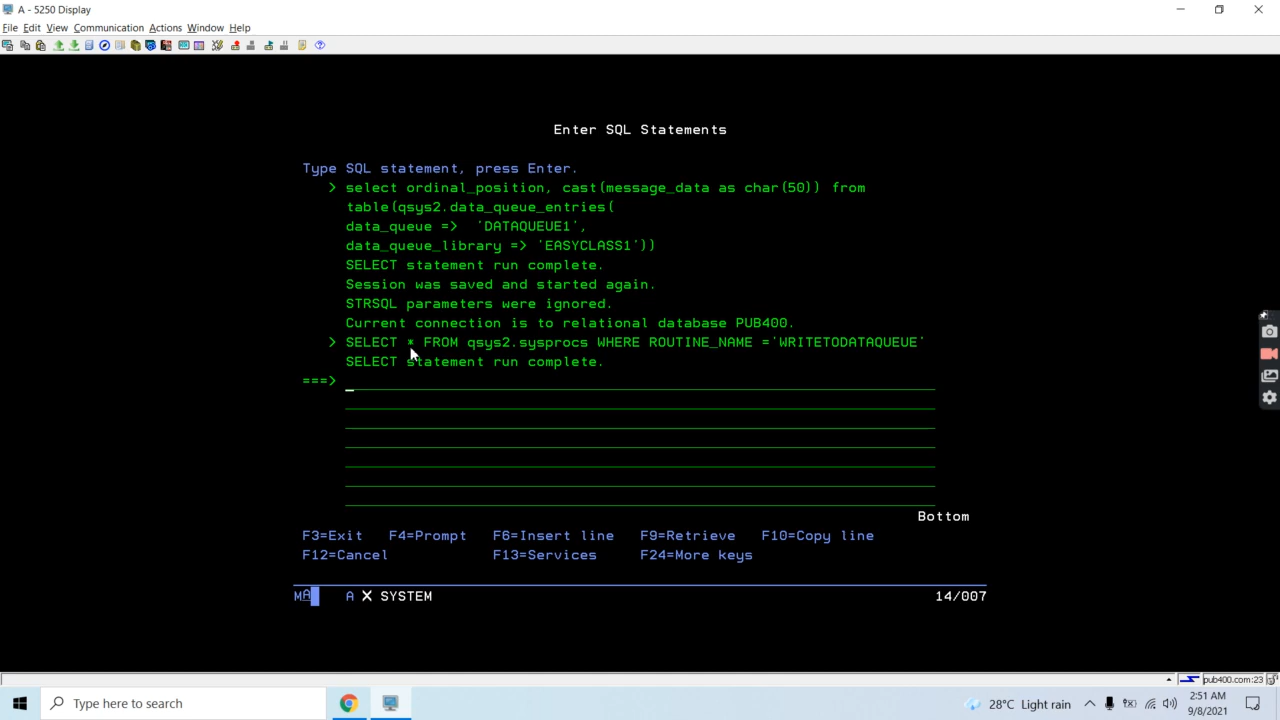 A - 5250 Display
File Edit View Communication Actions Window Help
Enter SQL Statements
Type SQL statement, press Enter.
> select ordinal_position, cast(message_data as char(50)) from
table(qsys2.data_queue_entries(
data_queue => 'DATAQUEUE1',
data_queue_library => 'EASYCLASS1'))
SELECT statement run complete.
Session was saved and started again.
STRSQL parameters were ignored.
Current connection is to relational database PUB400.
> SELECT * FROM qsys2.sysprocs WHERE ROUTINE_NAME ='WRITETODATAQUEUE'
SELECT statement run complete.
===>
Bottom
F3=Exit F4=Prompt F6=Insert line F9=Retrieve F10=Copy line
F12=Cancel F13=Services F24=More keys
MA A X SYSTEM 14/007
pub400.com:23
Type here to search
28°C Light rain
2:51 AM
9/8/2021